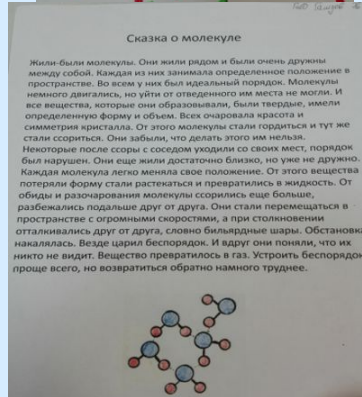 Сказка о молекуле
Жили-были молекулы. Они жили рядом и были очень дружны
между собой. Каждая из них занимала определенное положение в
пространстве. Во всем у них был идеальный порядок. Молекулы
немного двигались, но уйти от отведенного им места не могли. И
все вещества, которые они образовывали, были твердые, имели
определенную форму и объем. Всех очаровала красота и
симметрия кристалла. От этого молекулы стали гордиться и тут же
стали ссориться. Они забыли, что делать этого им нельзя.
Некоторые после ссоры с соседом уходили со своих мест, порядок
был нарушен. Они еще жили достаточно близко, но уже не дружно.
Каждая молекула легко меняла свое положение. От этого вещества
потеряли форму стали растекаться и превратились в жидкость. От
обиды и разочарования молекулы ссорились еще больше,
разбежались подальше друг от друга. Они стали перемещаться в
пространстве с огромными скоростями, а при столкновении
отталкивались друг от друга, словно бильярдные шары. Обстановка
накалялась. Везде царил беспорядок. И вдруг они поняли, что их
никто не видит. Вещество превратилось в газ. Устроить беспорядок
проще всего, но возвратиться обратно намного труднее.